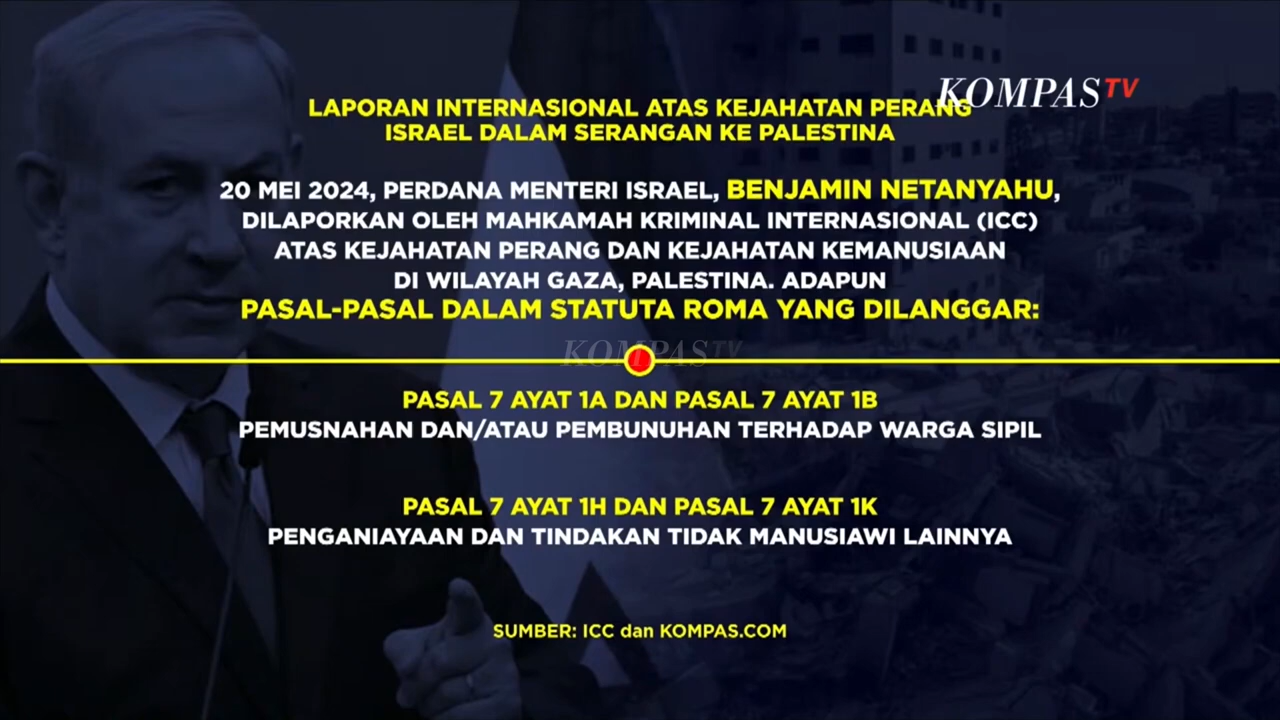 KOMPASTV
LAPORAN INTERNASIONAL ATAS KEJAHATAN PERANG
ISRAEL DALAM SERANGAN KE PALESTINA
20 MEI 2024, PERDANA MENTERI ISRAEL, BENJAMIN NETANYAHU,
DILAPORKAN OLEH MAHKAMAH KRIMINAL INTERNASIONAL (ICC)
ATAS KEJAHATAN PERANG DAN KEJAHATAN KEMANUSIAAN
DI WILAYAH GAZA, PALESTINA. ADAPUN
PASAL-PASAL DALAM STATUTA ROMA YANG DILANGGAR:
KOMPASTV
PASAL 7 AYAT 1A DAN PASAL 7 AYAT 1B
PEMUSNAHAN DAN/ATAU PEMBUNUHAN TERHADAP WARGA SIPIL
PASAL 7 AYAT 1H DAN PASAL 7 AYAT 1K
PENGANIAYAAN DAN TINDAKAN TIDAK MANUSIAWI LAINNYA
SUMBER: ICC dan KOMPAS.COM